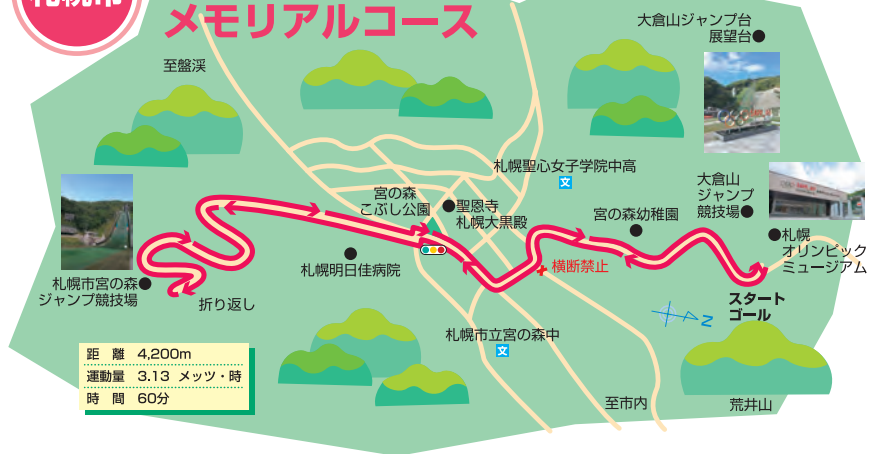 札幌市
メモリアルコース
大倉山ジャンプ台
展望台
至盤渓
札幌聖心女子学院中高
文
大倉山
ジャンプ
競技場
宮の森
こぶし公園
聖恩寺
札幌大黒殿
宮の森幼稚園
札幌
オリンピック
ミュージアム
札幌明日佳病院
横断禁止
札幌市宮の森
ジャンプ競技場
折り返し
スタート
ゴール
N
札幌市立宮の森中
文
距 離 4,200m
運動量 3.13 メッツ・時
時 間 60分
至市内
荒井山